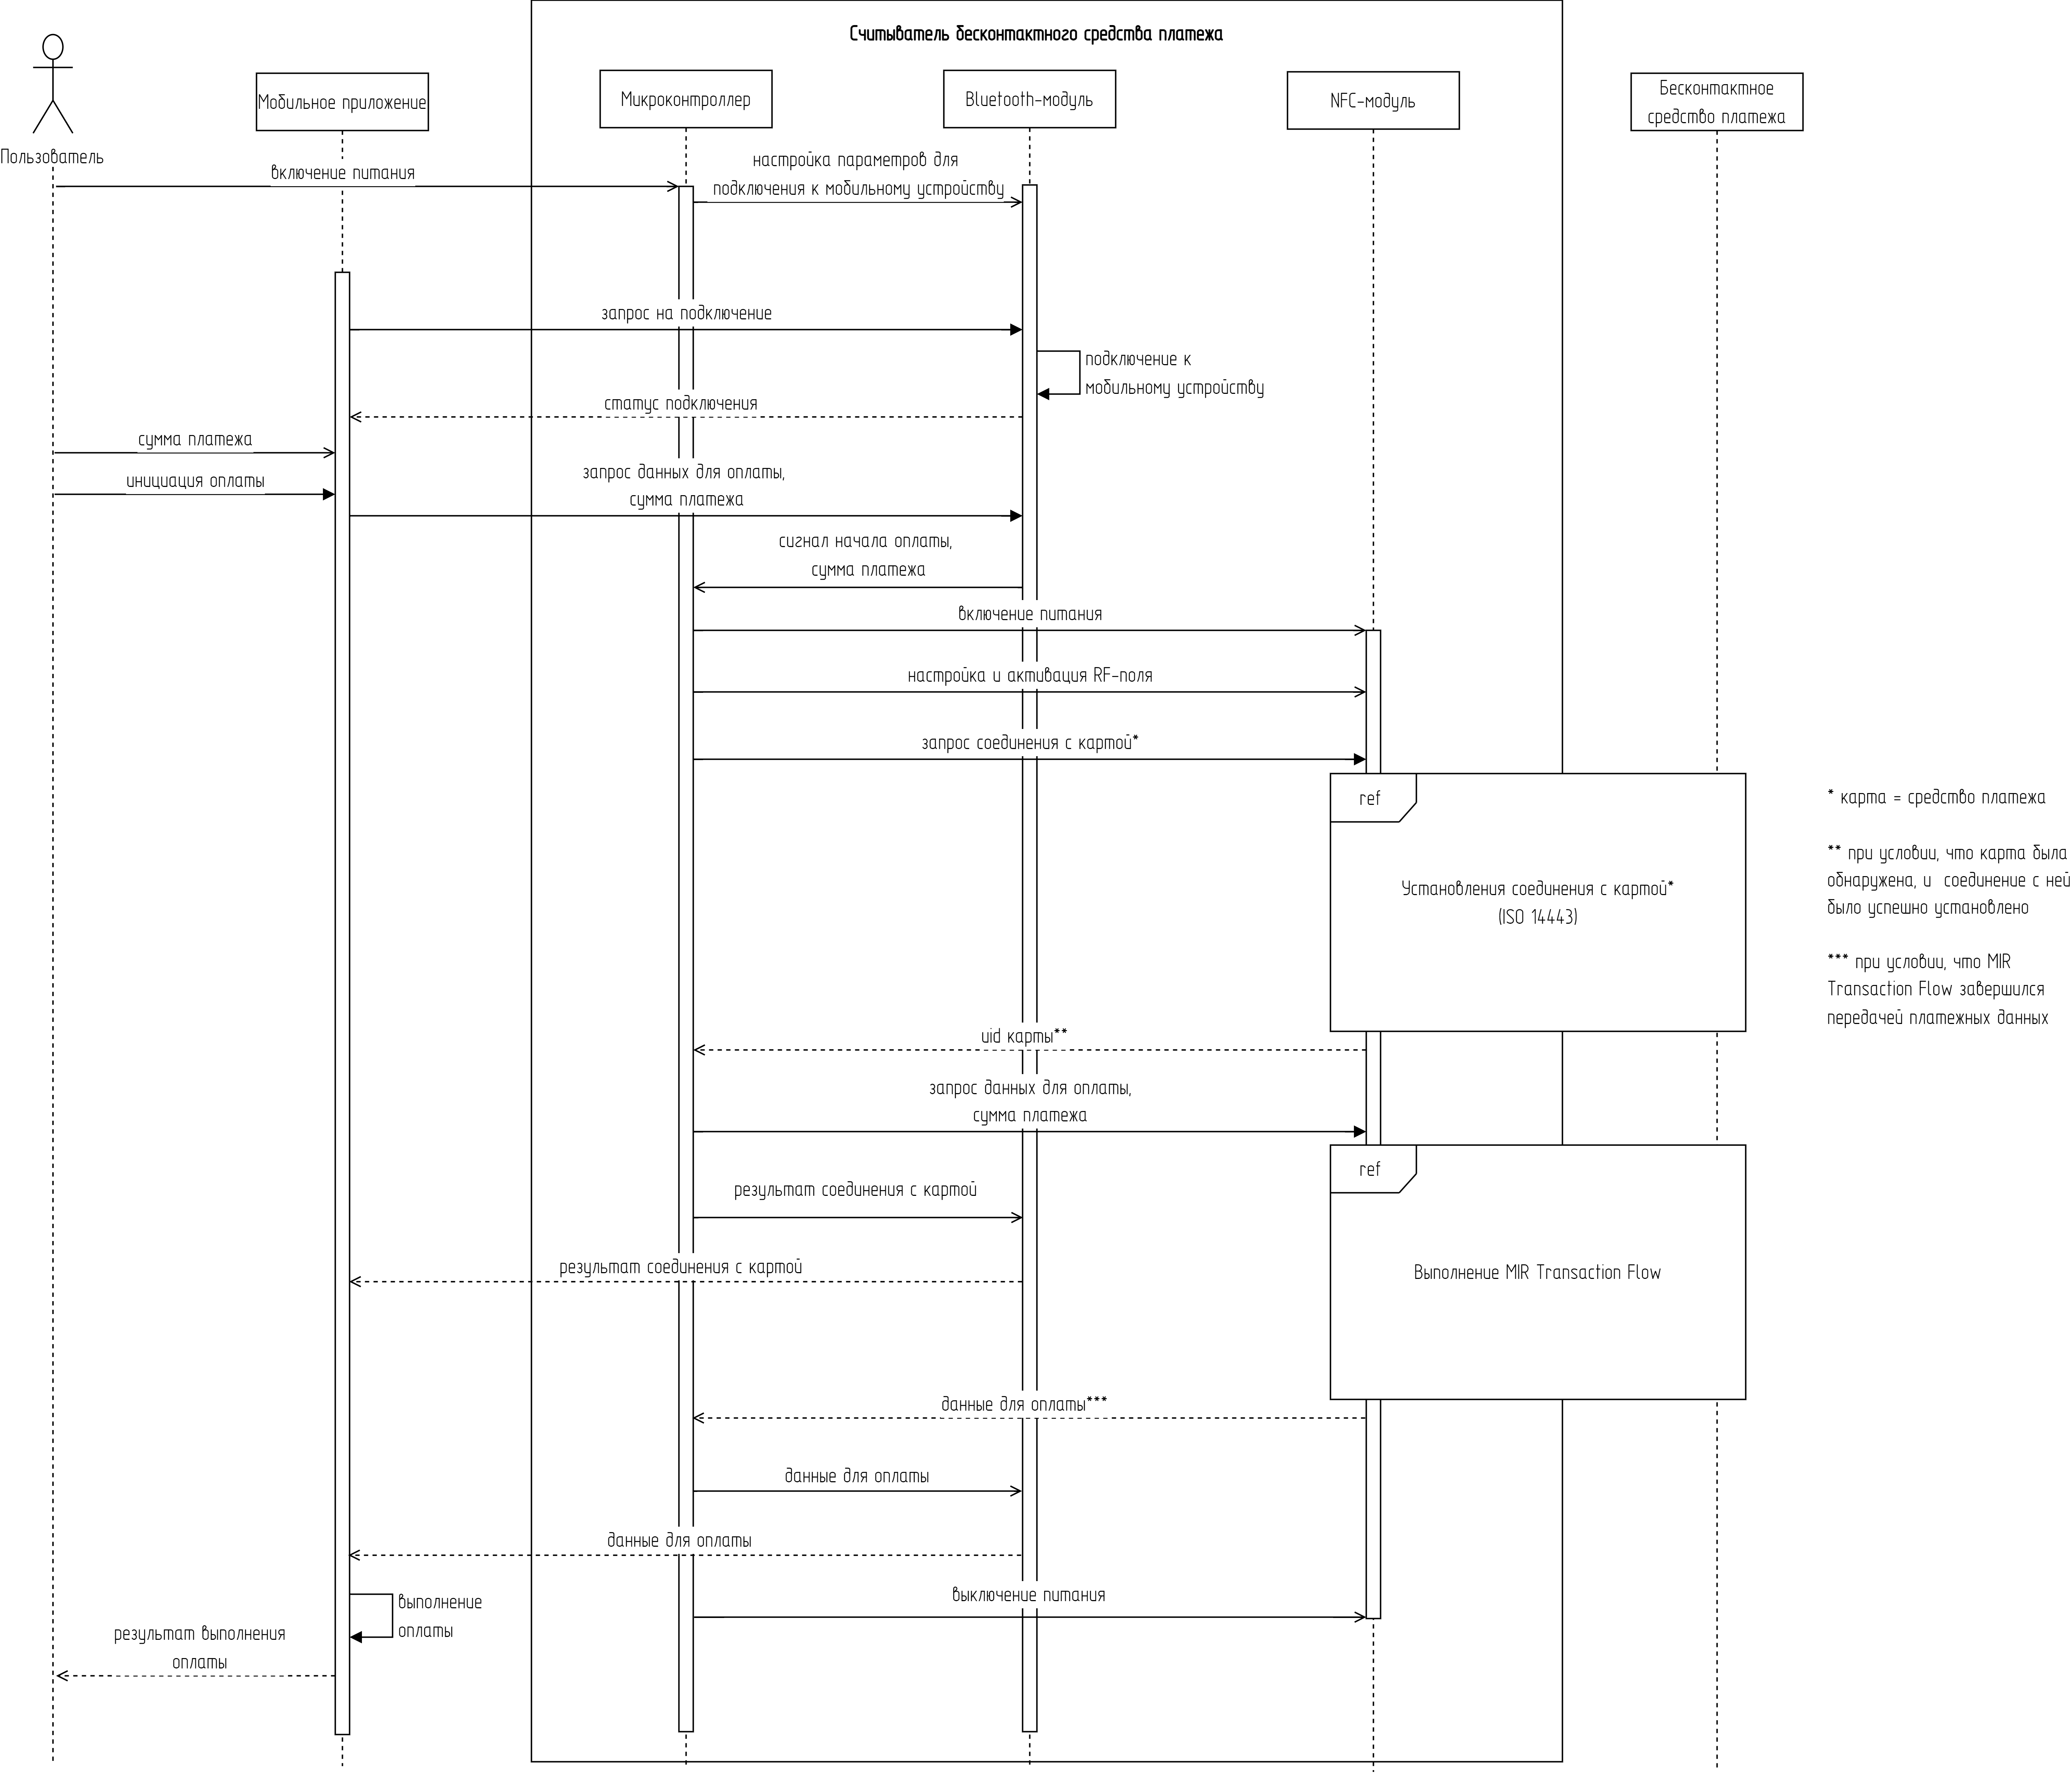 Считыватель бесконтактного средства платежа
Пользователь
Мобильное приложение
Микроконтроллер
Bluetooth-модуль
NFC-модуль
Бесконтактное
средство платежа
включение питания
настройка параметров для
подключения к мобильному устройству
запрос на подключение
подключение к
мобильному устройству
статус подключения
сумма платежа
инициация оплаты
запрос данных для оплаты,
сумма платежа
сигнал начала оплаты,
сумма платежа
включение питания
настройка и активация RF-поля
запрос соединения с картой*
ref
Установления соединения с картой*
(ISO 14443)
* карта = средство платежа
** при условии, что карта была
обнаружена, и соединение с ней
было успешно установлено
*** при условии, что MIR
Transaction Flow завершился
передачей платежных данных
uid карты**
запрос данных для оплаты,
сумма платежа
ref
Выполнение MIR Transaction Flow
результат соединения с картой
результат соединения с картой
данные для оплаты***
данные для оплаты
данные для оплаты
выполнение
оплаты
выключение питания
результат выполнения
оплаты